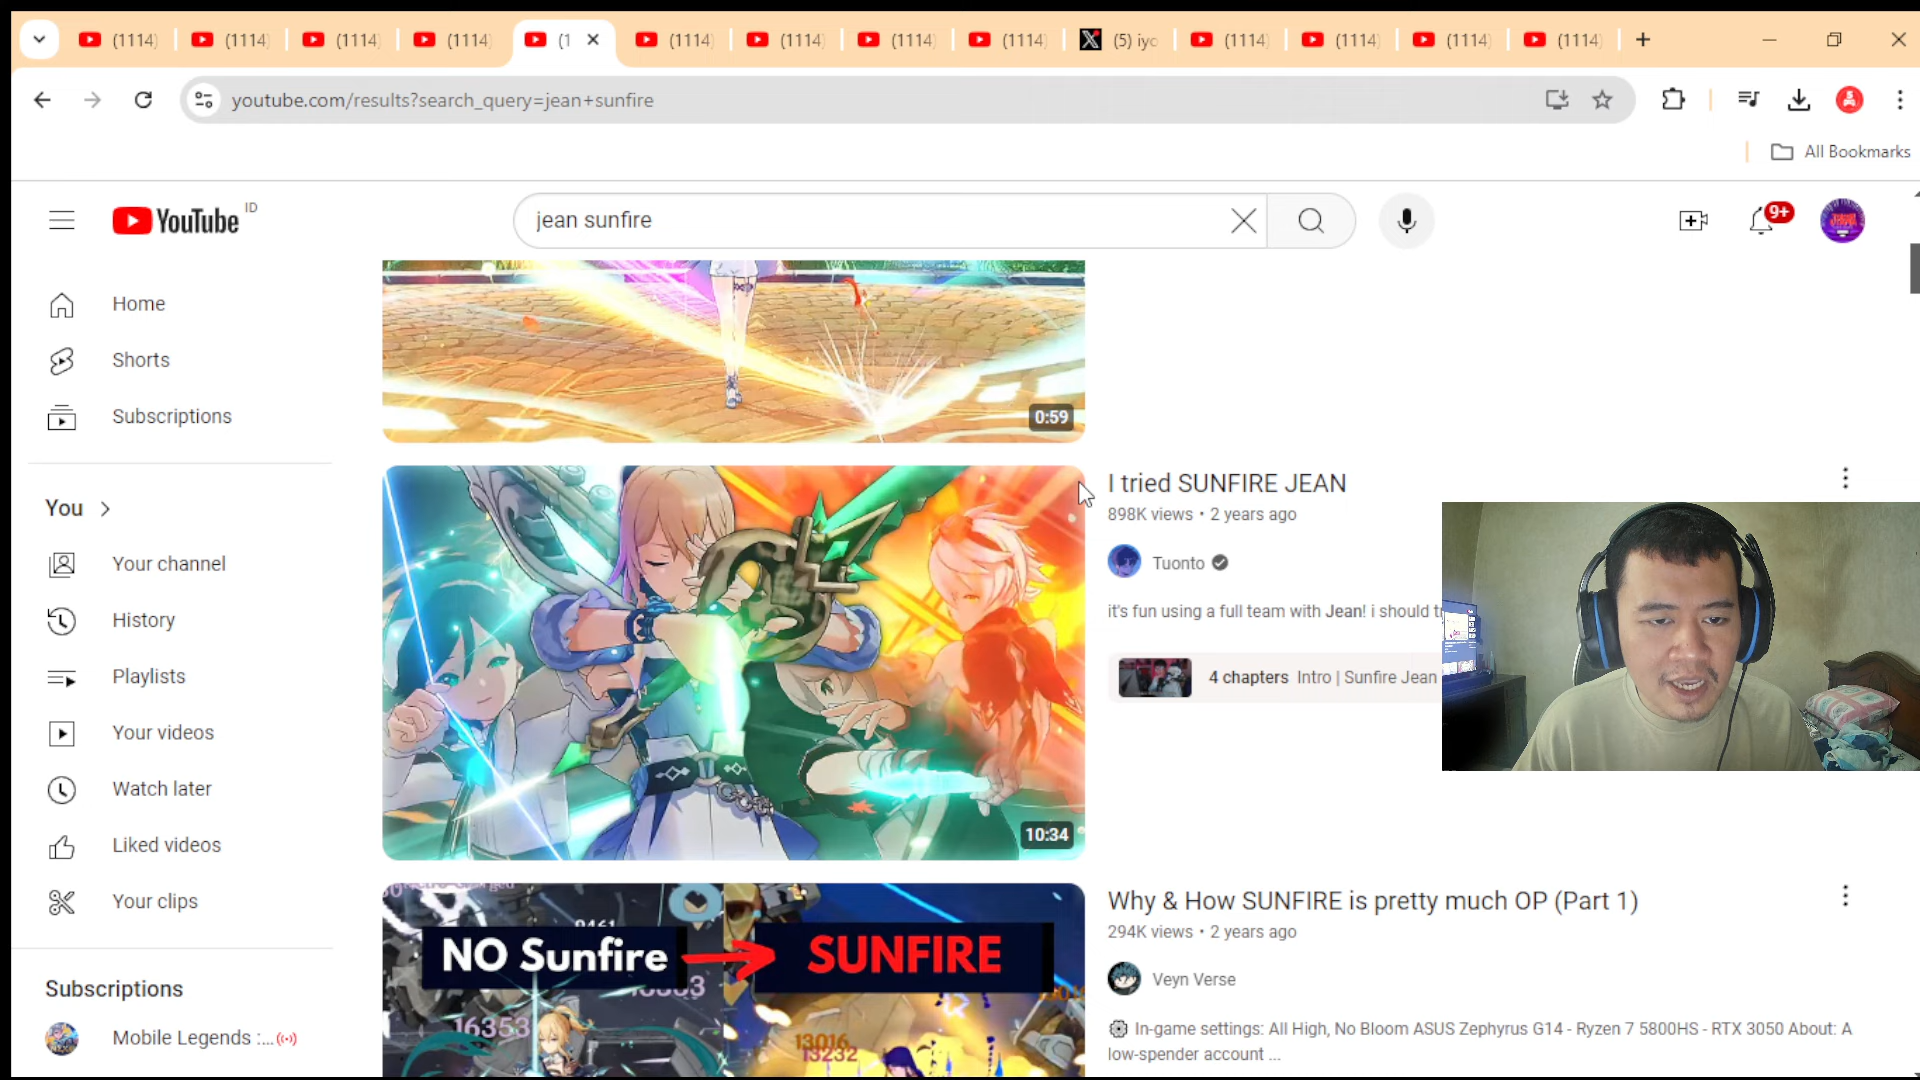 (1114)
(1114)
(1114)
(1114)
(1
(1114)
(1114)
(1114)
(1114)
(5) iyo
(1114)
(1114)
(1114)
(1114)
youtube.com/results?search_query=jean+sunfire
All Bookmarks
YouTube ID
jean sunfire
9+
Home
Shorts
Subscriptions
You
Your channel
History
Playlists
Your videos
Watch later
Liked videos
Your clips
Subscriptions
Mobile Legends :...
0:59
10:34
I tried SUNFIRE JEAN
898K views • 2 years ago
Tuonto
it's fun using a full team with Jean! i should t
4 chapters Intro | Sunfire Jean
NO Sunfire
SUNFIRE
16353
13016
13232
Why & How SUNFIRE is pretty much OP (Part 1)
294K views • 2 years ago
Veyn Verse
In-game settings: All High, No Bloom ASUS Zephyrus G14 - Ryzen 7 5800HS - RTX 3050 About: A
low-spender account ...